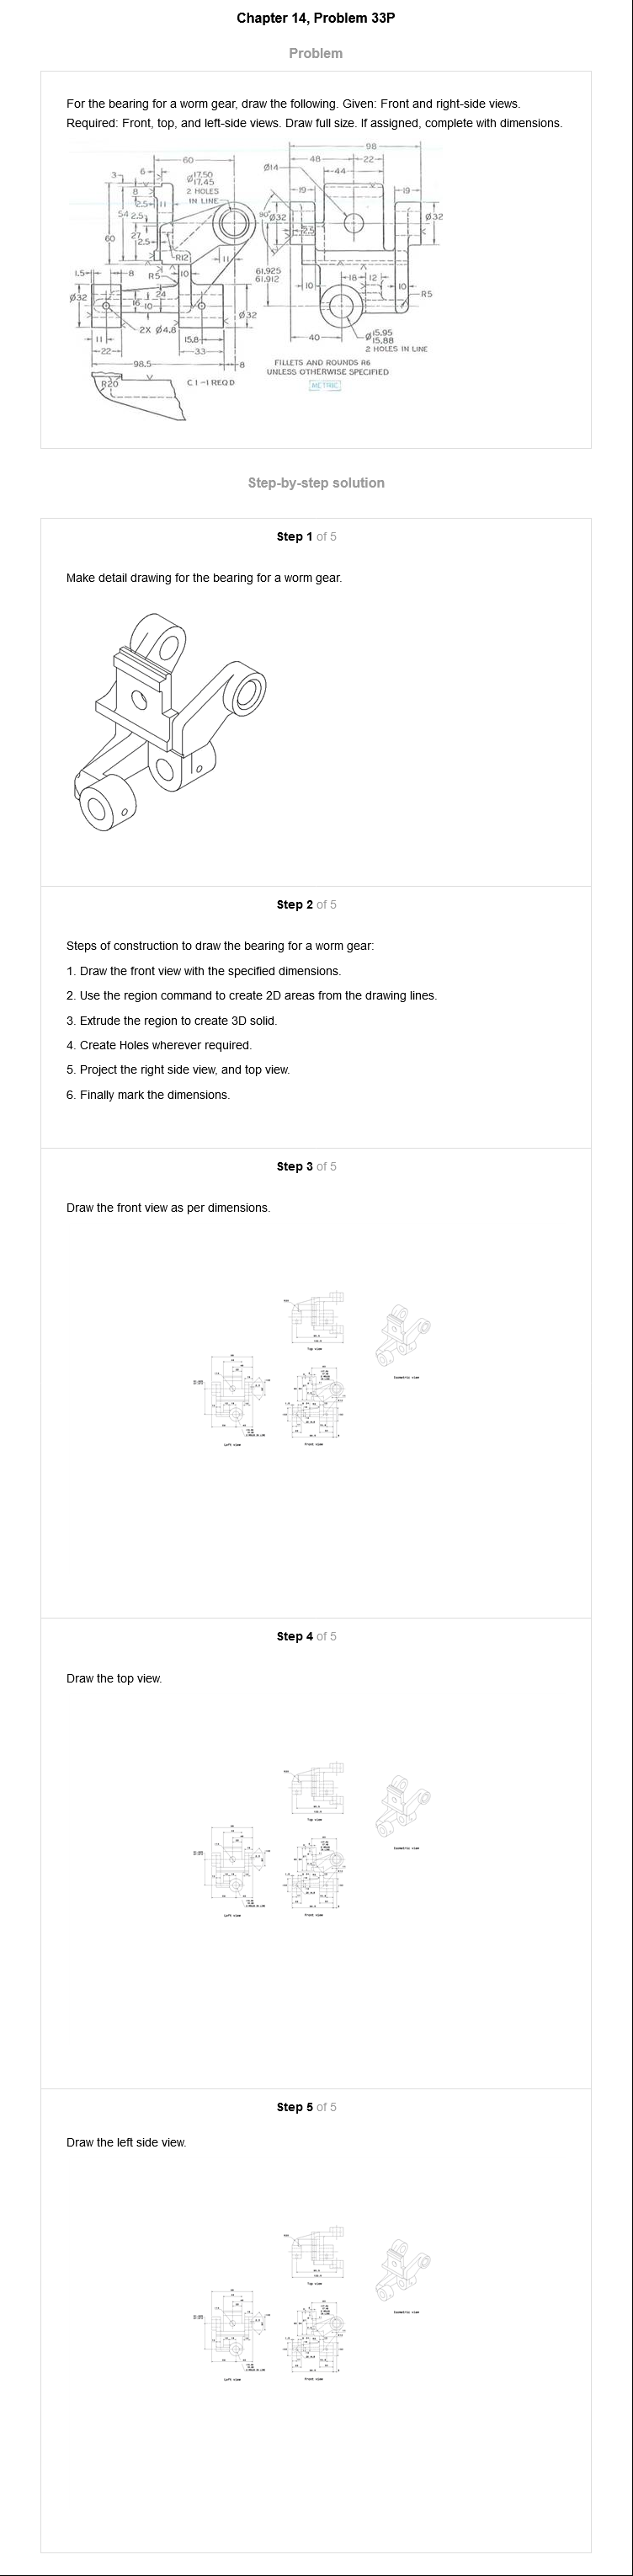 Chapter 14, Problem 33P
Problem
For the bearing for a worm gear, draw the following. Given: Front and right-side views.
Required: Front, top, and left-side views. Draw full size. If assigned, complete with dimensions.
98
60
48
22
Ø14
44
6
3
Ø17,50
17,45
2 HOLES
IN LINE
8
2.5
11
19
19
54
2.5
90°
Ø32
Ø32
60
27
2.5
2.5
R12
11
1,5
8
R5
10
61,925
61.912
18
12
10
10
R5
Ø32
24
16
10
Ø32
2X Ø4.8
40
Ø15,95
15,88
2 HOLES IN LINE
11
15,8
22
33
98.5
8
FILLETS AND ROUNDS R6
UNLESS OTHERWISE SPECIFIED
METRIC
R20
C I - I REQD
Step-by-step solution
Step 1 of 5
Make detail drawing for the bearing for a worm gear.
Step 2 of 5
Steps of construction to draw the bearing for a worm gear:
1. Draw the front view with the specified dimensions.
2. Use the region command to create 2D areas from the drawing lines.
3. Extrude the region to create 3D solid.
4. Create Holes wherever required.
5. Project the right side view, and top view.
6. Finally mark the dimensions.
Step 3 of 5
Draw the front view as per dimensions.
Top view
Isometric view
Left view
Front view
Step 4 of 5
Draw the top view.
Top view
Isometric view
Left view
Front view
Step 5 of 5
Draw the left side view.
Top view
Isometric view
Left view
Front view